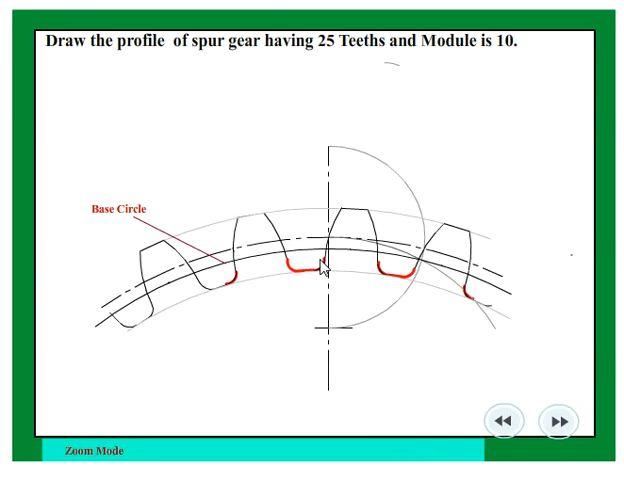 Draw the profile of spur gear having 25 Teeths and Module is 10.
Base Circle
Zoom Mode